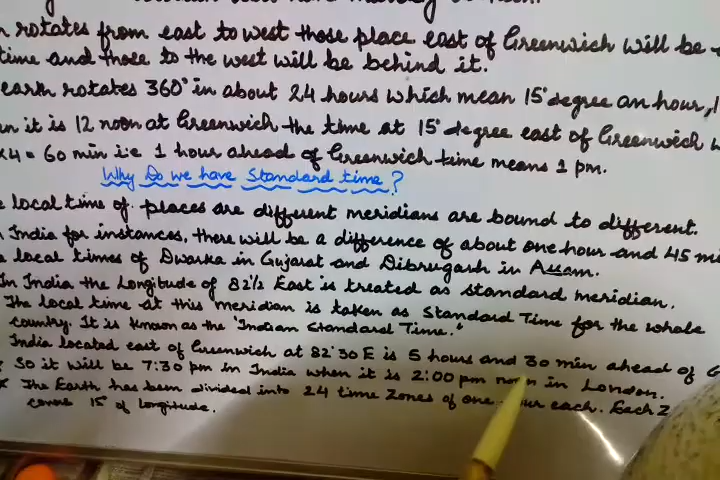 rotates from east to west those place east of Greenwich will be
time and those to the west will be behind it.
earth rotates 360° in about 24 hours which mean 15° degree an hour,
it is 12 noon at Greenwich the time at 15° degree east of Greenwich
x4 = 60 min i.e 1 hour ahead of Greenwich time means 1 pm.
Why Do we have Standard time?
local time of places are different meridians are bound to different.
India for instances, there will be a difference of about one hour and 45
local times of Dwarka in Gujarat and Dibrugarh in Assam.
In India the Longitude of 82½ East is treated as standard meridian.
The local time at this meridian is taken as Standard Time for the whole
country. It is known as the 'Indian Standard Time."
India located east of Greenwich at 82°30 E is 5 hours and 30 min ahead of G
So it will be 7:30 pm in India when it is 2:00 pm noon in London.
The Earth has been divided into 24 time Zones of one each. Each Z
15° of longitude.